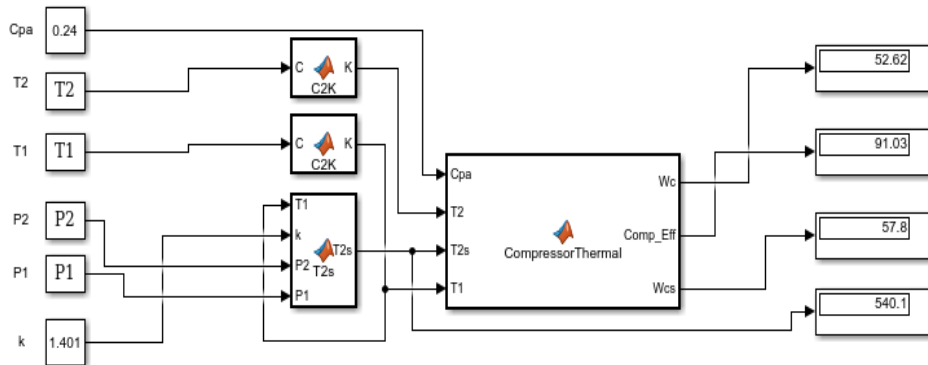 Cpa 0.24
T2 T2
C K
C2K
52.62
T1 T1
C K
C2K
91.03
P2 P2
T1
k
P2
P1
T2s
T2s
Cpa
T2
T2s
T1
CompressorThermal
Wc
Comp_Eff
Wcs
57.8
P1 P1
540.1
k 1.401